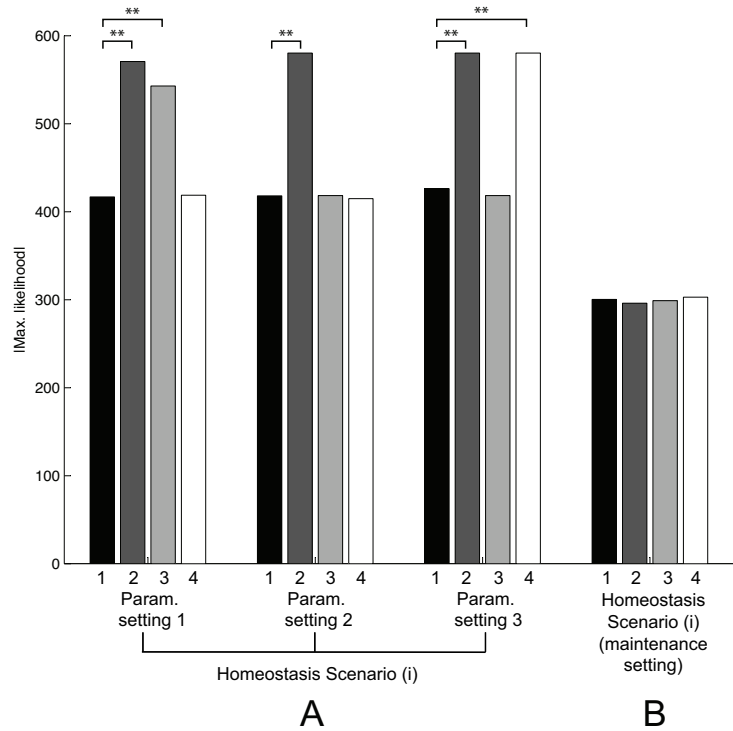 ** **
** ** **
600
500
400
300
200
100
0
|Max. likelihood|
1 2 3 4 1 2 3 4 1 2 3 4 1 2 3 4
Param.
setting 1
Param.
setting 2
Param.
setting 3
Homeostasis
Scenario (i)
(maintenance
setting)
Homeostasis Scenario (i)
A B